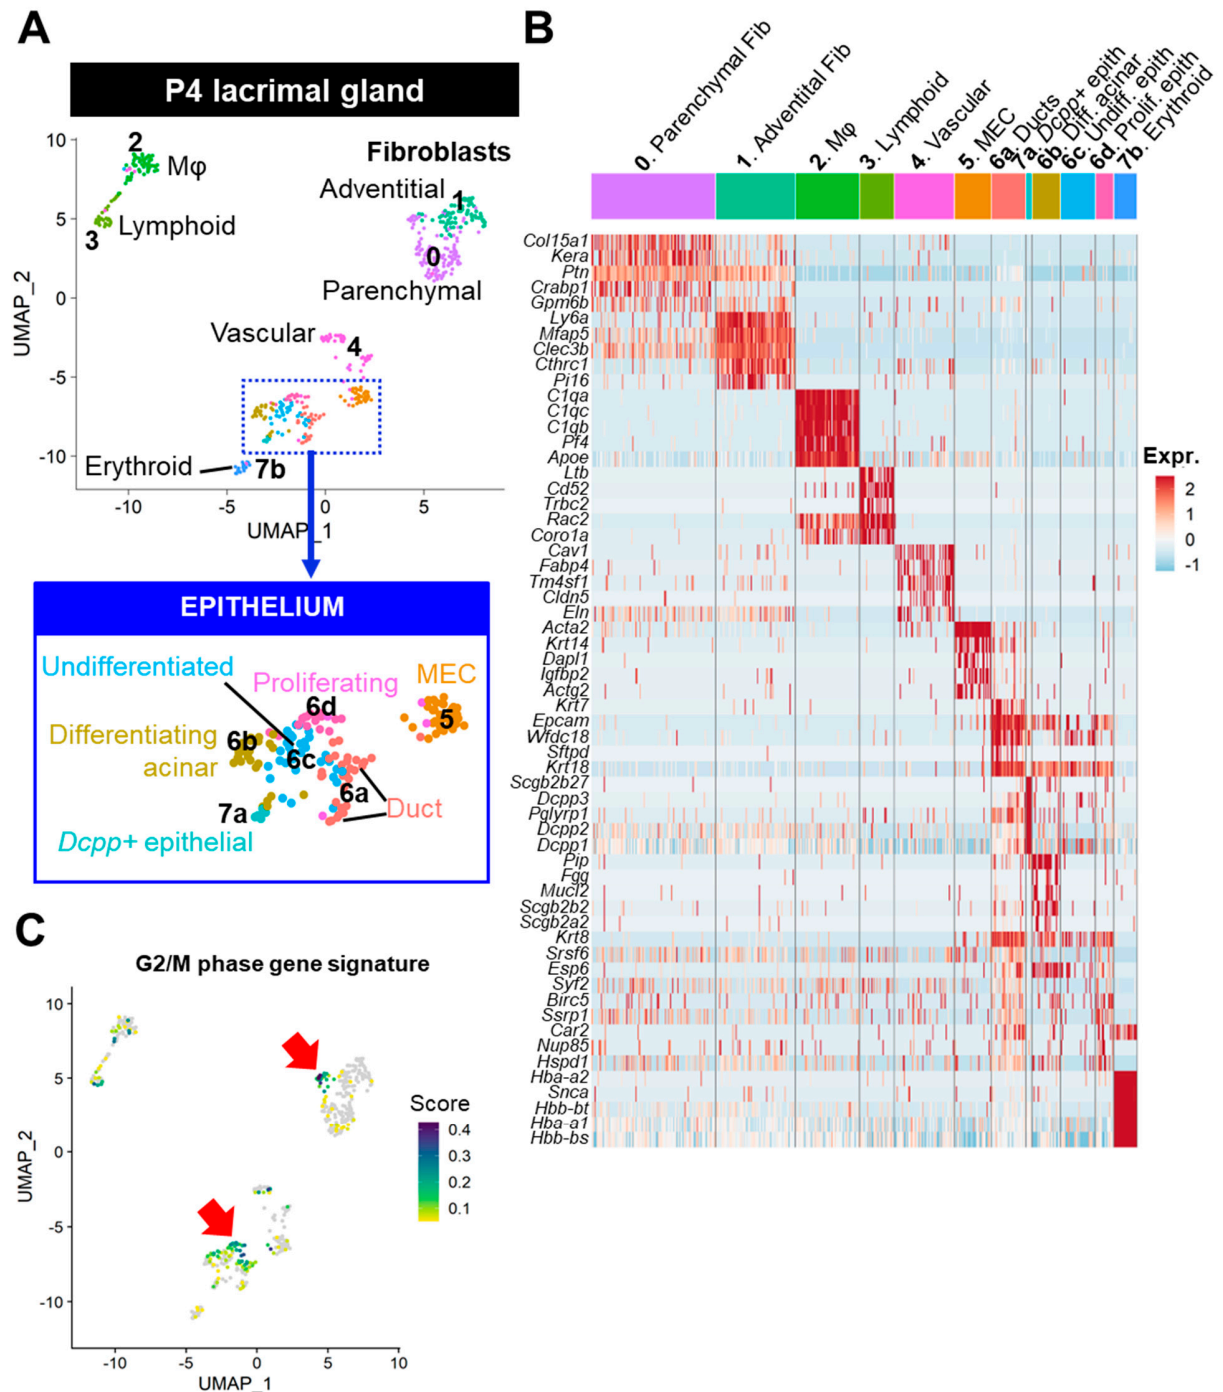 A
P4 lacrimal gland
10
5
0
-5
-10
UMAP_2
2
Mφ
3
Lymphoid
Fibroblasts
Adventitial
1
0
Parenchymal
Vascular
4
Erythroid
7b
-10
-5
0
5
UMAP_1
EPITHELIUM
Undifferentiated
Proliferating
6d
MEC
5
Differentiating
acinar
6b
6c
6a
Duct
7a
Dcpp+ epithelial
B
0. Parenchymal Fib
1. Adventital Fib
2. Mφ
3. Lymphoid
4. Vascular
5. MEC
6a. Ducts
7a. Dcpp+ epith
6b. Diff. acinar
6c. Undiff. epith
6d. Prolif. epith
7b. Erythroid
Col15a1
Kera
Ptn
Crabp1
Gpm6b
Ly6a
Mfap5
Clec3b
Cthrc1
Pi16
C1qa
C1qc
C1qb
Pf4
Apoe
Ltb
Cd52
Trbc2
Rac2
Coro1a
Cav1
Fabp4
Tm4sf1
Cldn5
Eln
Acta2
Krt14
Dapl1
Igfbp2
Actg2
Krt7
Epcam
Wfdc18
Sftpd
Krt18
Scgb2b27
Dcpp3
Pglyrp1
Dcpp2
Dcpp1
Pip
Fgg
Mucl2
Scgb2b2
Scgb2a2
Krt8
Srsf6
Esp6
Syf2
Birc5
Ssrp1
Car2
Nup85
Hspd1
Hba-a2
Snca
Hbb-bt
Hba-a1
Hbb-bs
Expr.
2
1
0
-1
C
G2/M phase gene signature
10
5
0
-5
-10
UMAP_2
-10
-5
0
5
10
UMAP_1
Score
0.4
0.3
0.2
0.1